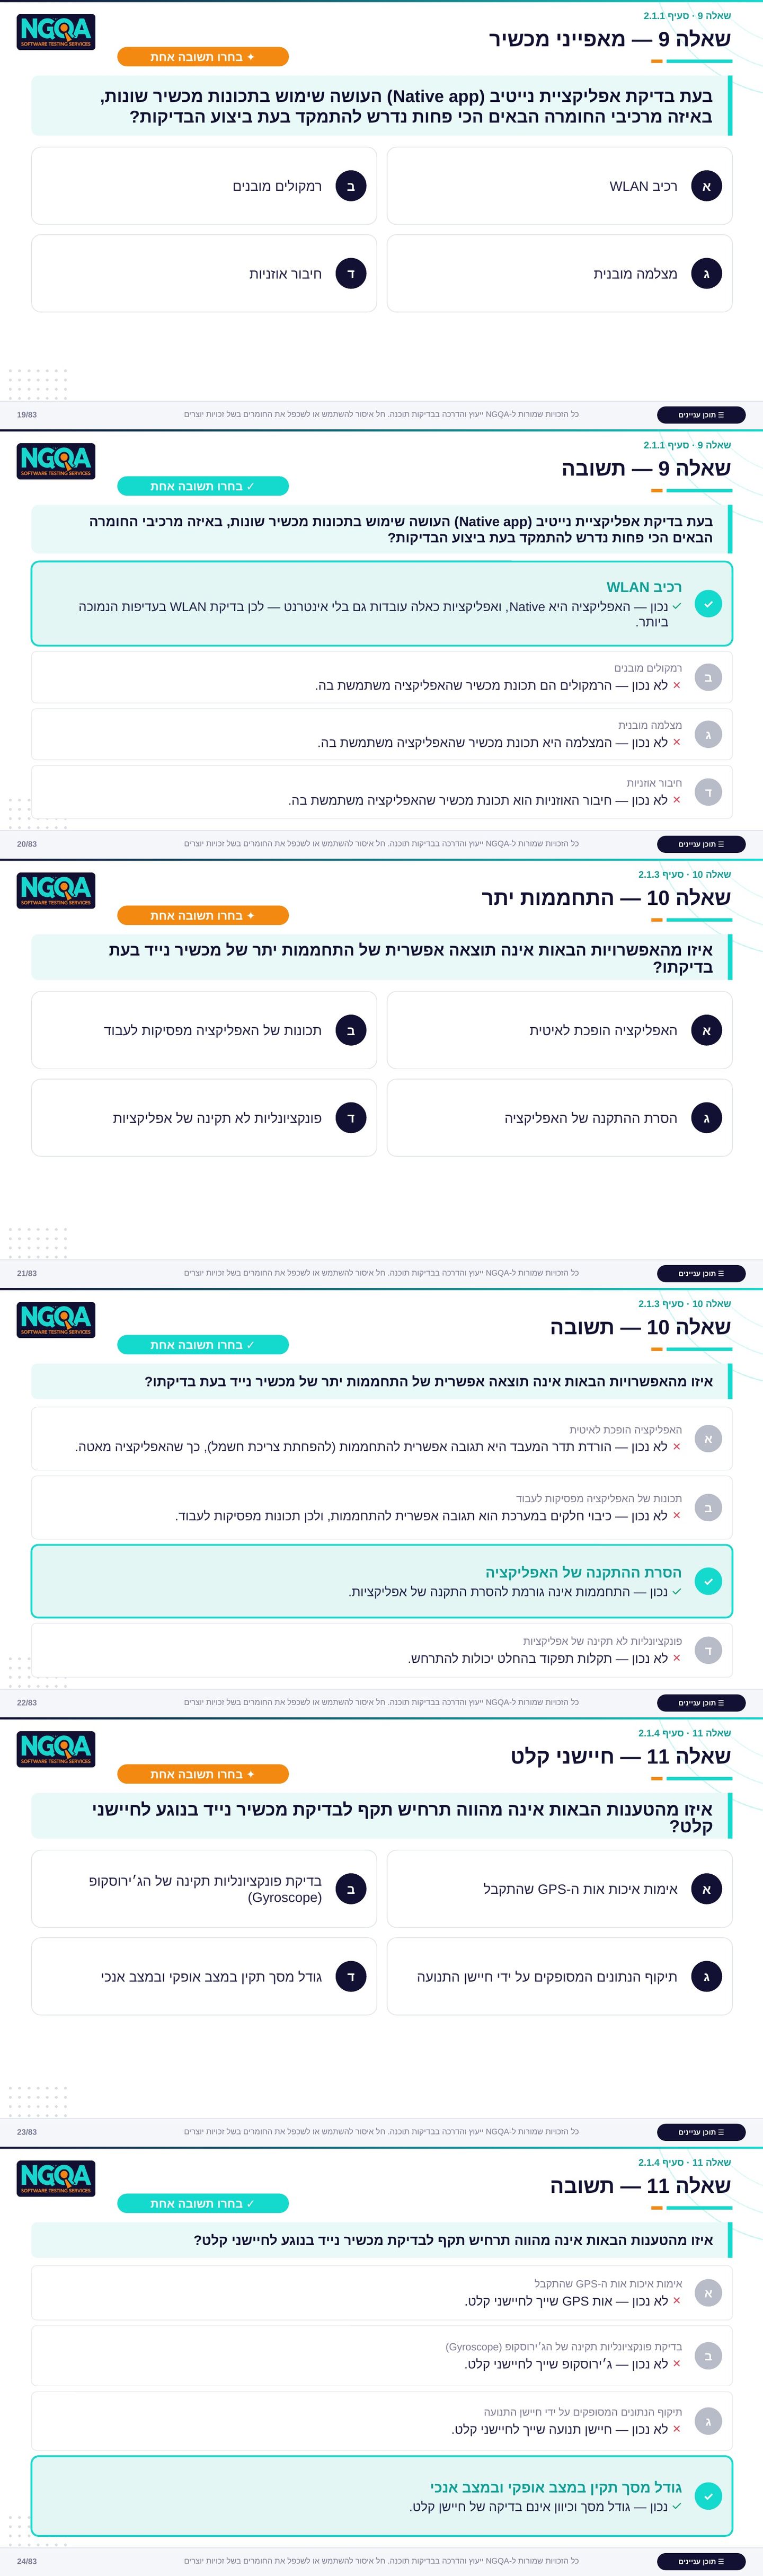 שאלה 9 · סעיף 2.1.1
שאלה 9 — מאפייני מכשיר
NGQA
SOFTWARE TESTING SERVICES
✦ בחרו תשובה אחת
בעת בדיקת אפליקציית נייטיב (Native app) העושה שימוש בתכונות מכשיר שונות,
באיזה מרכיבי החומרה הבאים הכי פחות נדרש להתמקד בעת ביצוע הבדיקות?
א
רכיב WLAN
ב
רמקולים מובנים
ג
מצלמה מובנית
ד
חיבור אוזניות
☰ תוכן עניינים
כל הזכויות שמורות ל-NGQA ייעוץ והדרכה בבדיקות תוכנה. חל איסור להשתמש או לשכפל את החומרים בשל זכויות יוצרים
19/83
שאלה 9 · סעיף 2.1.1
שאלה 9 — תשובה
NGQA
SOFTWARE TESTING SERVICES
✓ בחרו תשובה אחת
בעת בדיקת אפליקציית נייטיב (Native app) העושה שימוש בתכונות מכשיר שונות, באיזה מרכיבי החומרה
הבאים הכי פחות נדרש להתמקד בעת ביצוע הבדיקות?
✓
רכיב WLAN
✓ נכון — האפליקציה היא Native, ואפליקציות כאלה עובדות גם בלי אינטרנט — לכן בדיקת WLAN בעדיפות הנמוכה
ביותר.
ב
רמקולים מובנים
✕ לא נכון — הרמקולים הם תכונת מכשיר שהאפליקציה משתמשת בה.
ג
מצלמה מובנית
✕ לא נכון — המצלמה היא תכונת מכשיר שהאפליקציה משתמשת בה.
ד
חיבור אוזניות
✕ לא נכון — חיבור האוזניות הוא תכונת מכשיר שהאפליקציה משתמשת בה.
☰ תוכן עניינים
כל הזכויות שמורות ל-NGQA ייעוץ והדרכה בבדיקות תוכנה. חל איסור להשתמש או לשכפל את החומרים בשל זכויות יוצרים
20/83
שאלה 10 · סעיף 2.1.3
שאלה 10 — התחממות יתר
NGQA
SOFTWARE TESTING SERVICES
✦ בחרו תשובה אחת
איזו מהאפשרויות הבאות אינה תוצאה אפשרית של התחממות יתר של מכשיר נייד בעת
בדיקתו?
א
האפליקציה הופכת לאיטית
ב
תכונות של האפליקציה מפסיקות לעבוד
ג
הסרת ההתקנה של האפליקציה
ד
פונקציונליות לא תקינה של אפליקציות
☰ תוכן עניינים
כל הזכויות שמורות ל-NGQA ייעוץ והדרכה בבדיקות תוכנה. חל איסור להשתמש או לשכפל את החומרים בשל זכויות יוצרים
21/83
שאלה 10 · סעיף 2.1.3
שאלה 10 — תשובה
NGQA
SOFTWARE TESTING SERVICES
✓ בחרו תשובה אחת
איזו מהאפשרויות הבאות אינה תוצאה אפשרית של התחממות יתר של מכשיר נייד בעת בדיקתו?
א
האפליקציה הופכת לאיטית
✕ לא נכון — הורדת תדר המעבד היא תגובה אפשרית להתחממות (להפחתת צריכת חשמל), כך שהאפליקציה מאטה.
ב
תכונות של האפליקציה מפסיקות לעבוד
✕ לא נכון — כיבוי חלקים במערכת הוא תגובה אפשרית להתחממות, ולכן תכונות מפסיקות לעבוד.
✓
הסרת ההתקנה של האפליקציה
✓ נכון — התחממות אינה גורמת להסרת התקנה של אפליקציות.
ד
פונקציונליות לא תקינה של אפליקציות
✕ לא נכון — תקלות תפקוד בהחלט יכולות להתרחש.
☰ תוכן עניינים
כל הזכויות שמורות ל-NGQA ייעוץ והדרכה בבדיקות תוכנה. חל איסור להשתמש או לשכפל את החומרים בשל זכויות יוצרים
22/83
שאלה 11 · סעיף 2.1.4
שאלה 11 — חיישני קלט
NGQA
SOFTWARE TESTING SERVICES
✦ בחרו תשובה אחת
איזו מהטענות הבאות אינה מהווה תרחיש תקף לבדיקת מכשיר נייד בנוגע לחיישני
קלט?
א
אימות איכות אות ה-GPS שהתקבל
ב
בדיקת פונקציונליות תקינה של הג׳ירוסקופ
(Gyroscope)
ג
תיקוף הנתונים המסופקים על ידי חיישן התנועה
ד
גודל מסך תקין במצב אופקי ובמצב אנכי
☰ תוכן עניינים
כל הזכויות שמורות ל-NGQA ייעוץ והדרכה בבדיקות תוכנה. חל איסור להשתמש או לשכפל את החומרים בשל זכויות יוצרים
23/83
שאלה 11 · סעיף 2.1.4
שאלה 11 — תשובה
NGQA
SOFTWARE TESTING SERVICES
✓ בחרו תשובה אחת
איזו מהטענות הבאות אינה מהווה תרחיש תקף לבדיקת מכשיר נייד בנוגע לחיישני קלט?
א
אימות איכות אות ה-GPS שהתקבל
✕ לא נכון — אות GPS שייך לחיישני קלט.
ב
בדיקת פונקציונליות תקינה של הג׳ירוסקופ (Gyroscope)
✕ לא נכון — ג׳ירוסקופ שייך לחיישני קלט.
ג
תיקוף הנתונים המסופקים על ידי חיישן התנועה
✕ לא נכון — חיישן תנועה שייך לחיישני קלט.
✓
גודל מסך תקין במצב אופקי ובמצב אנכי
✓ נכון — גודל מסך וכיוון אינם בדיקה של חיישן קלט.
☰ תוכן עניינים
כל הזכויות שמורות ל-NGQA ייעוץ והדרכה בבדיקות תוכנה. חל איסור להשתמש או לשכפל את החומרים בשל זכויות יוצרים
24/83